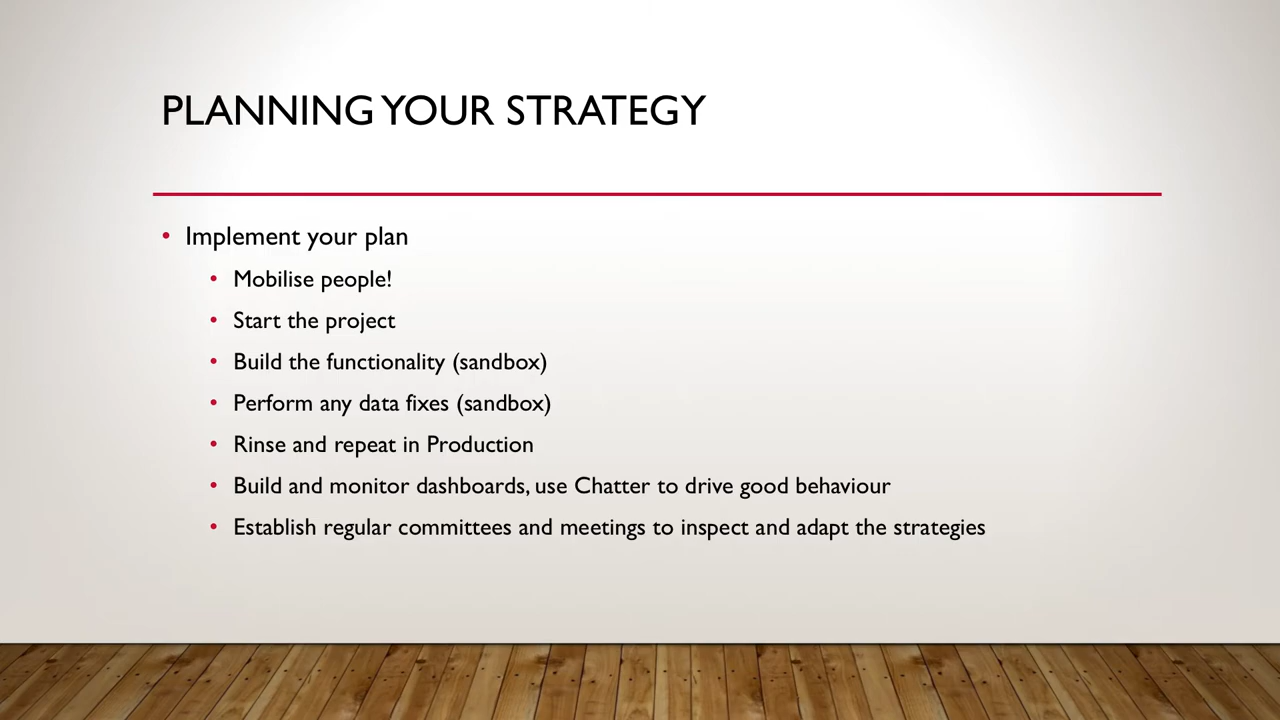 PLANNING YOUR STRATEGY
• Implement your plan
• Mobilise people!
• Start the project
• Build the functionality (sandbox)
• Perform any data fixes (sandbox)
• Rinse and repeat in Production
• Build and monitor dashboards, use Chatter to drive good behaviour
• Establish regular committees and meetings to inspect and adapt the strategies